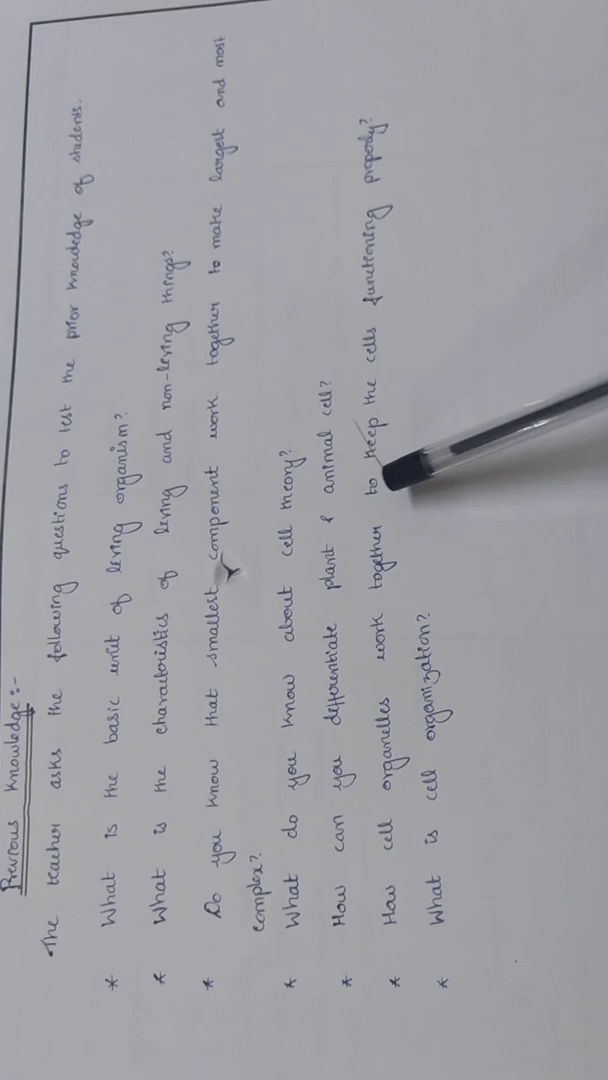 Previous Knowledge:-
The teacher asks the following questions to test the prior knowledge of students.
* What is the basic unit of living organism?
* What is the characteristics of living and non-living things?
* Do you know that smallest component work together to make largest and most
complex?
* What do you know about cell theory?
* How can you differentiate plant & animal cell?
* How cell organelles work together to keep the cells functioning properly?
* What is cell organization?